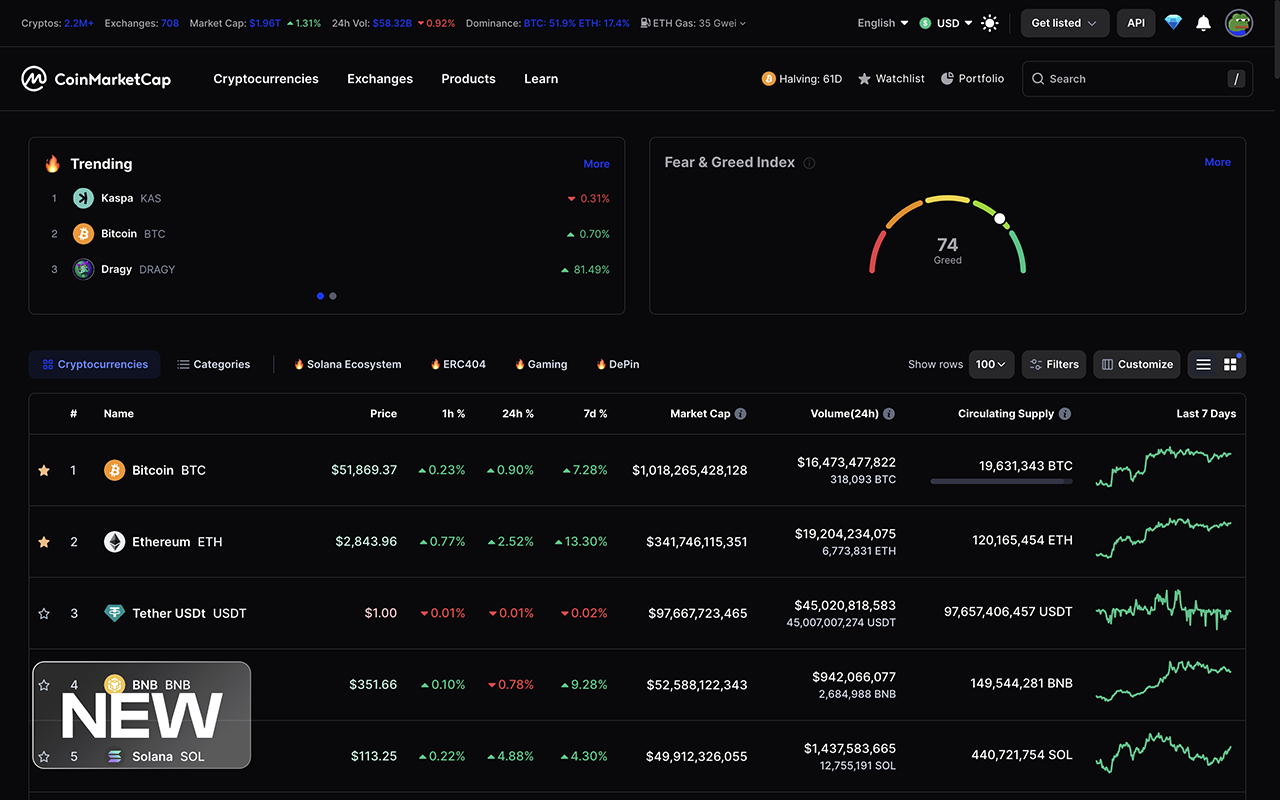 Cryptos: 2.2M+ Exchanges: 708 Market Cap: $1.96T 1.31% 24h Vol: $58.32B 0.92% Dominance: BTC: 51.9% ETH: 17.4% ETH Gas: 35 Gwei English USD Get listed API
CoinMarketCap Cryptocurrencies Exchanges Products Learn Halving: 61D Watchlist Portfolio Search /
Trending More
1 Kaspa KAS 0.31%
2 Bitcoin BTC 0.70%
3 Dragy DRAGY 81.49%
Fear & Greed Index More
74
Greed
Cryptocurrencies Categories Solana Ecosystem ERC404 Gaming DePin Show rows 100 Filters Customize
# Name Price 1h % 24h % 7d % Market Cap Volume(24h) Circulating Supply Last 7 Days
1 Bitcoin BTC $51,869.37 0.23% 0.90% 7.28% $1,018,265,428,128 $16,473,477,822 19,631,343 BTC
318,093 BTC
2 Ethereum ETH $2,843.96 0.77% 2.52% 13.30% $341,746,115,351 $19,204,234,075 120,165,454 ETH
6,773,831 ETH
3 Tether USDt USDT $1.00 0.01% 0.01% 0.02% $97,667,723,465 $45,020,818,583 97,657,406,457 USDT
45,007,007,274 USDT
4 BNB BNB $351.66 0.10% 0.78% 9.28% $52,588,122,343 $942,066,077 149,544,281 BNB
2,684,988 BNB
NEW
5 Solana SOL $113.25 0.22% 4.88% 4.30% $49,912,326,055 $1,437,583,665 440,721,754 SOL
12,755,191 SOL